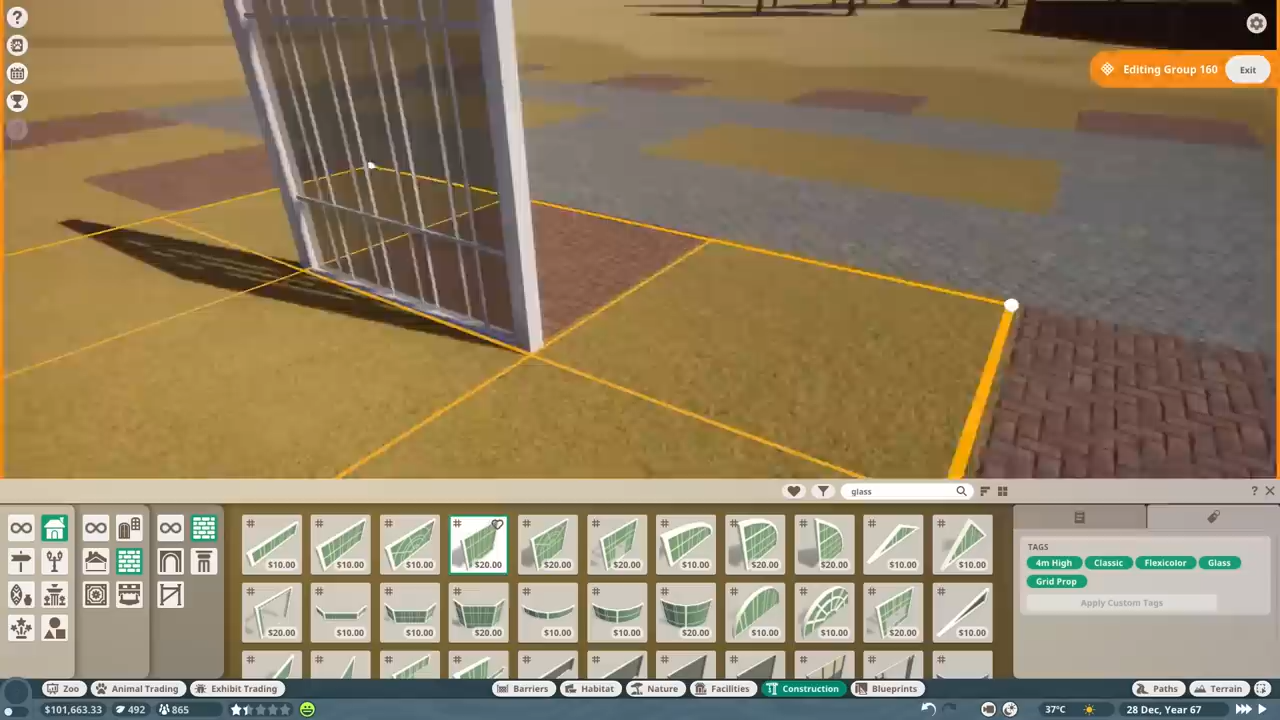 ?
Editing Group 160
Exit
glass
?
$10.00 $10.00 $10.00 $20.00 $20.00 $20.00 $10.00 $20.00 $20.00 $10.00 $10.00
$20.00 $10.00 $10.00 $20.00 $10.00 $10.00 $20.00 $10.00 $10.00 $20.00 $10.00
TAGS
4m High Classic Flexicolor Glass
Grid Prop
Apply Custom Tags
Zoo Animal Trading Exhibit Trading Barriers Habitat Nature Facilities Construction Blueprints Paths Terrain
$101,663.33 492 865 37°C 28 Dec, Year 67